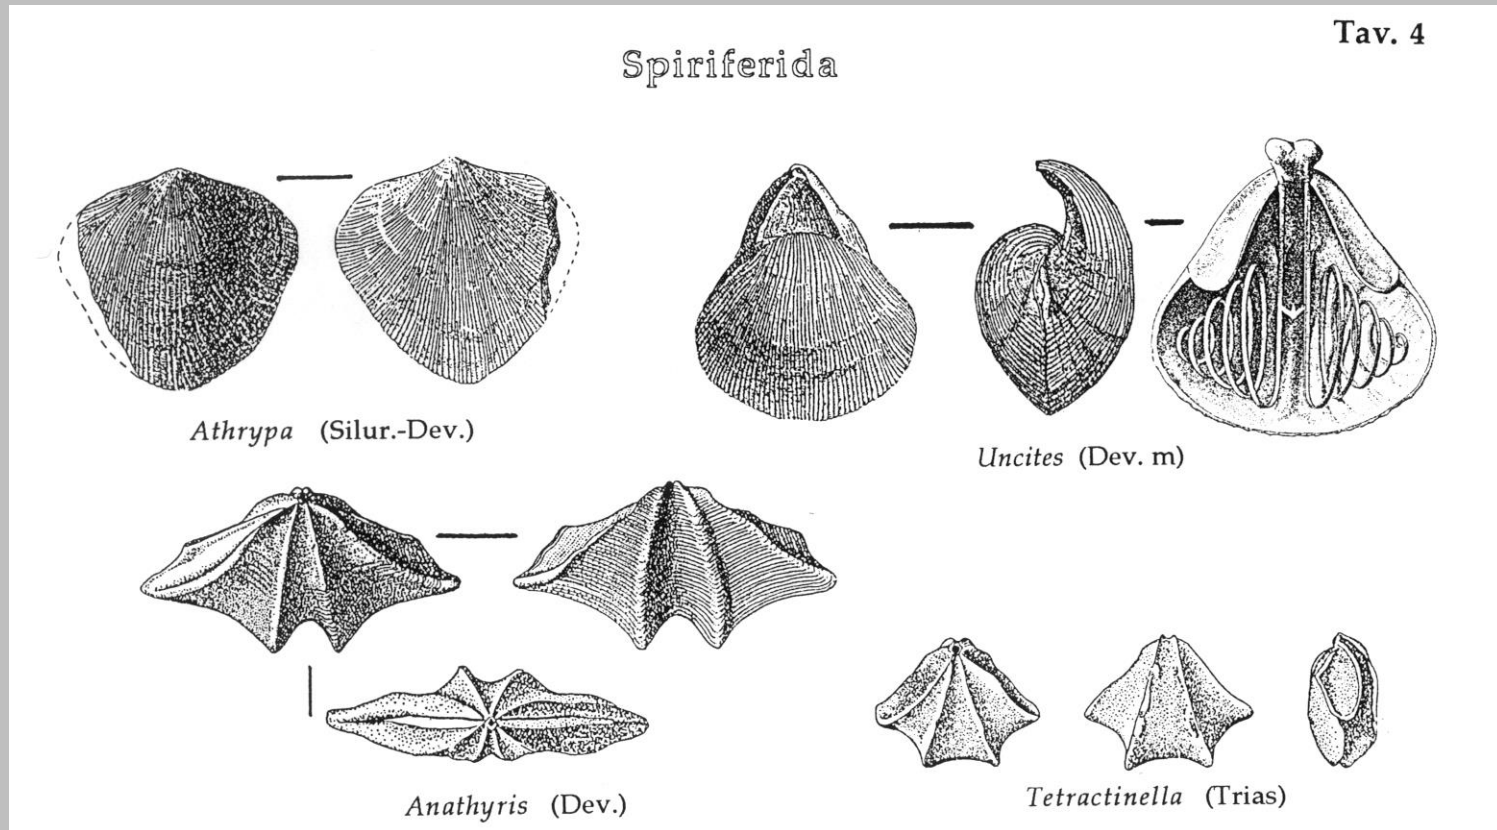 Tav. 4
Spiriferida
Athrypa (Silur.-Dev.)
Uncites (Dev. m)
Anathyris (Dev.)
Tetractinella (Trias)